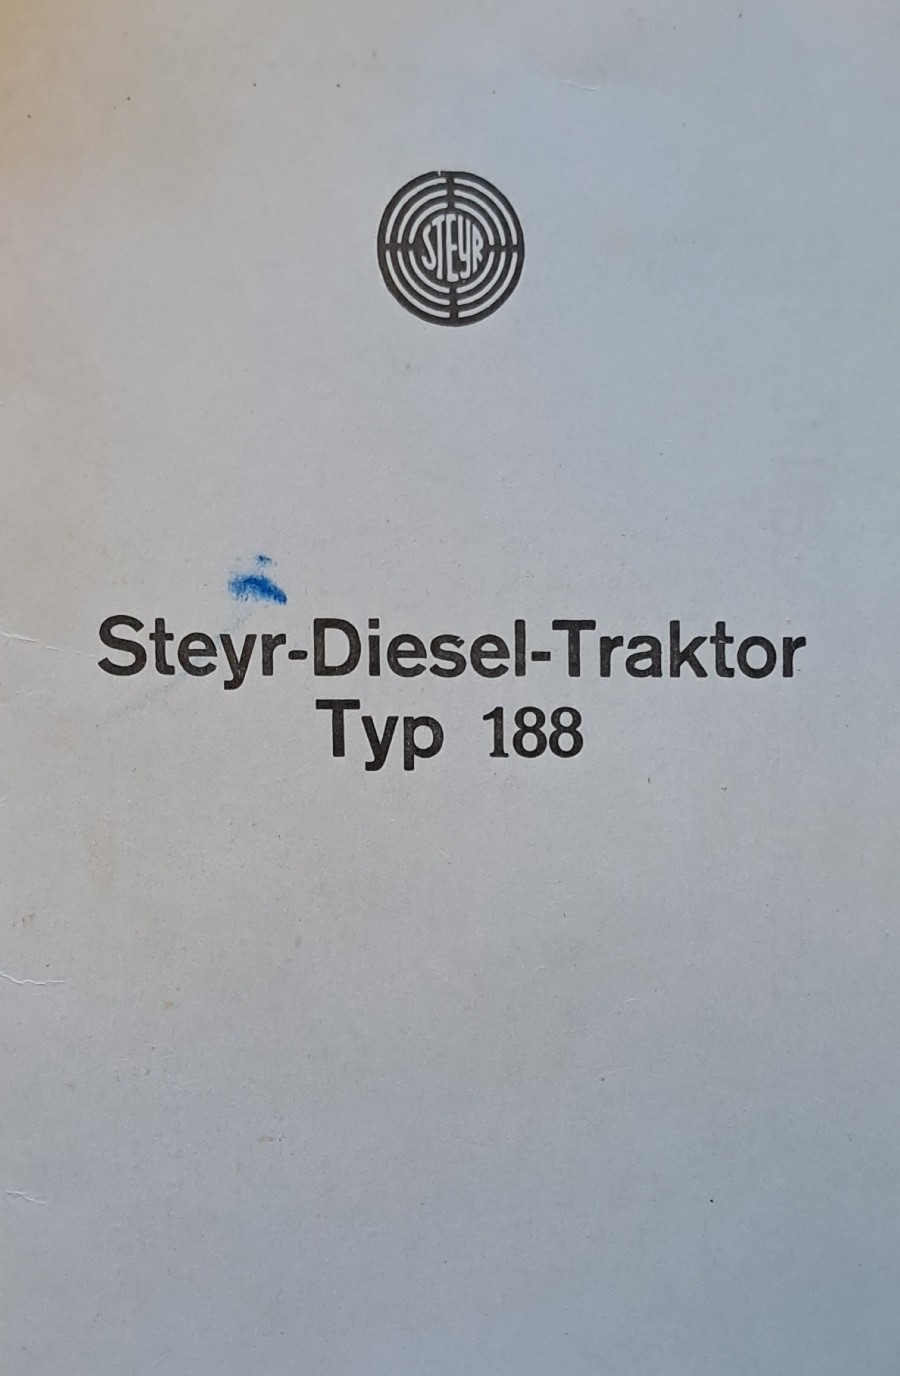 STEYR
Steyr-Diesel-Traktor
Typ 188